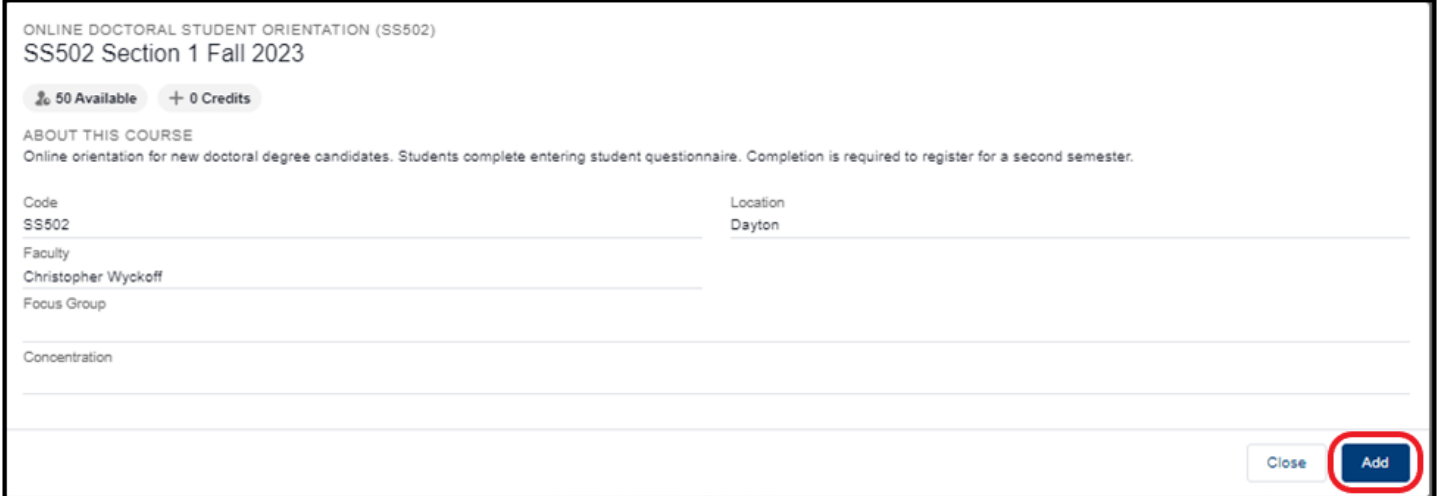 ONLINE DOCTORAL STUDENT ORIENTATION (SS502)
SS502 Section 1 Fall 2023
50 Available + 0 Credits
ABOUT THIS COURSE
Online orientation for new doctoral degree candidates. Students complete entering student questionnaire. Completion is required to register for a second semester.
Code
SS502
Location
Dayton
Faculty
Christopher Wyckoff
Focus Group
Concentration
Close Add